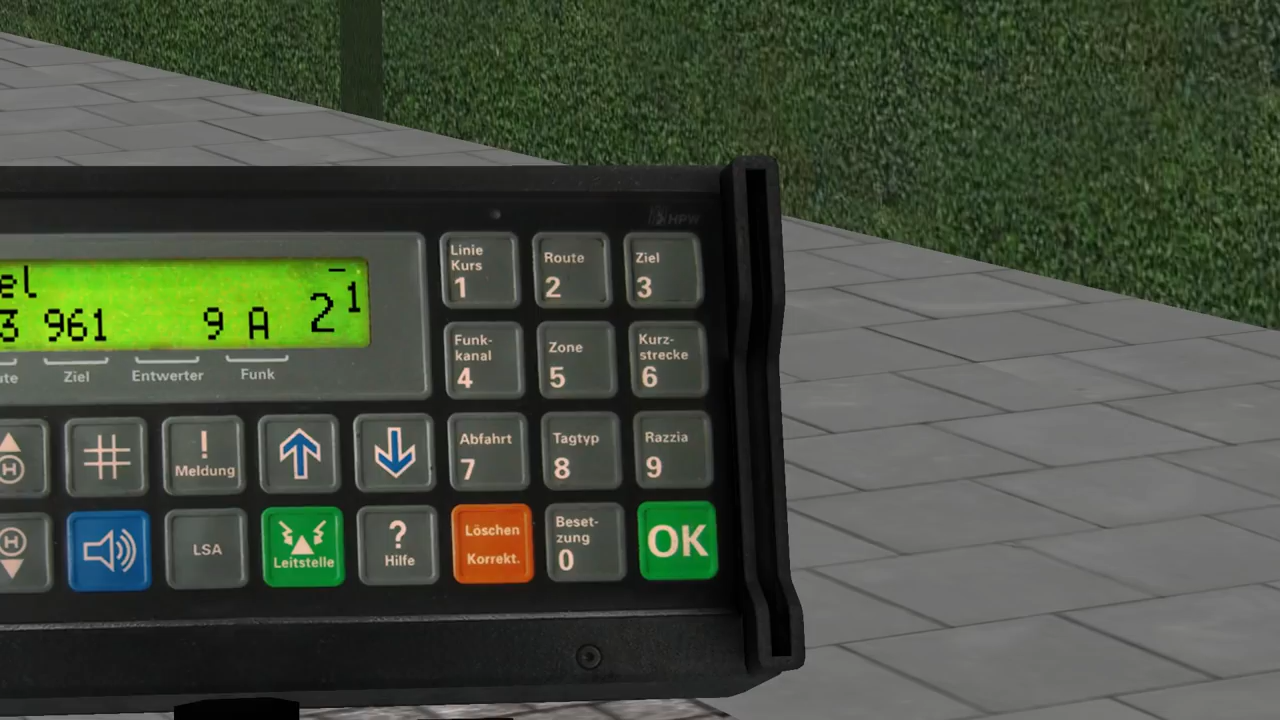 HPW
el
3 961 9 A 2 1
ute Ziel Entwerter Funk
Linie
Kurs
1
Route
2
Ziel
3
Funk-
kanal
4
Zone
5
Kurz-
strecke
6
H
#
!
Meldung
Abfahrt
7
Tagtyp
8
Razzia
9
H
LSA
Leitstelle
?
Hilfe
Löschen
Korrekt.
Beset-
zung
0
OK